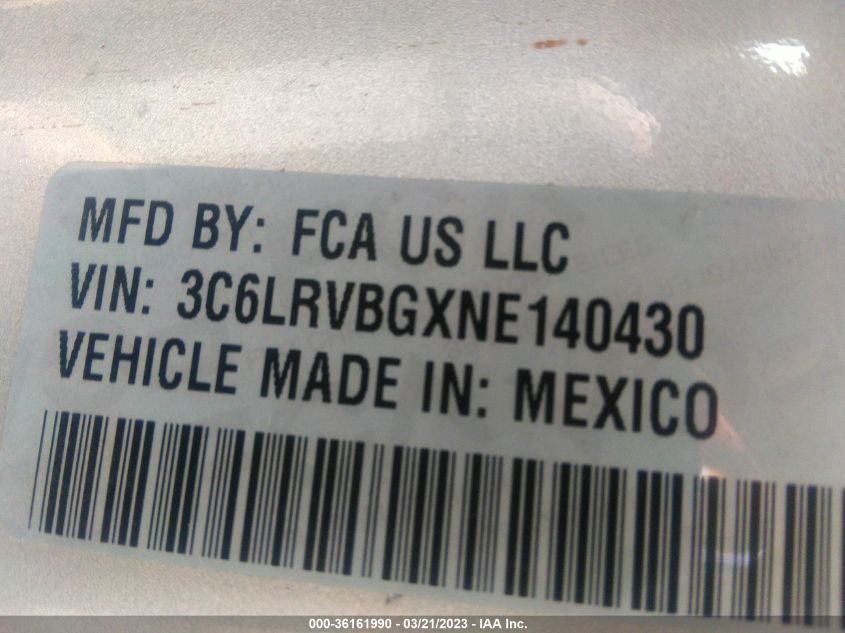 MFD BY: FCA US LLC
VIN: 3C6LRVBGXNE140430
VEHICLE MADE IN: MEXICO
000-36161990 — 03/21/2023 — IAA Inc.